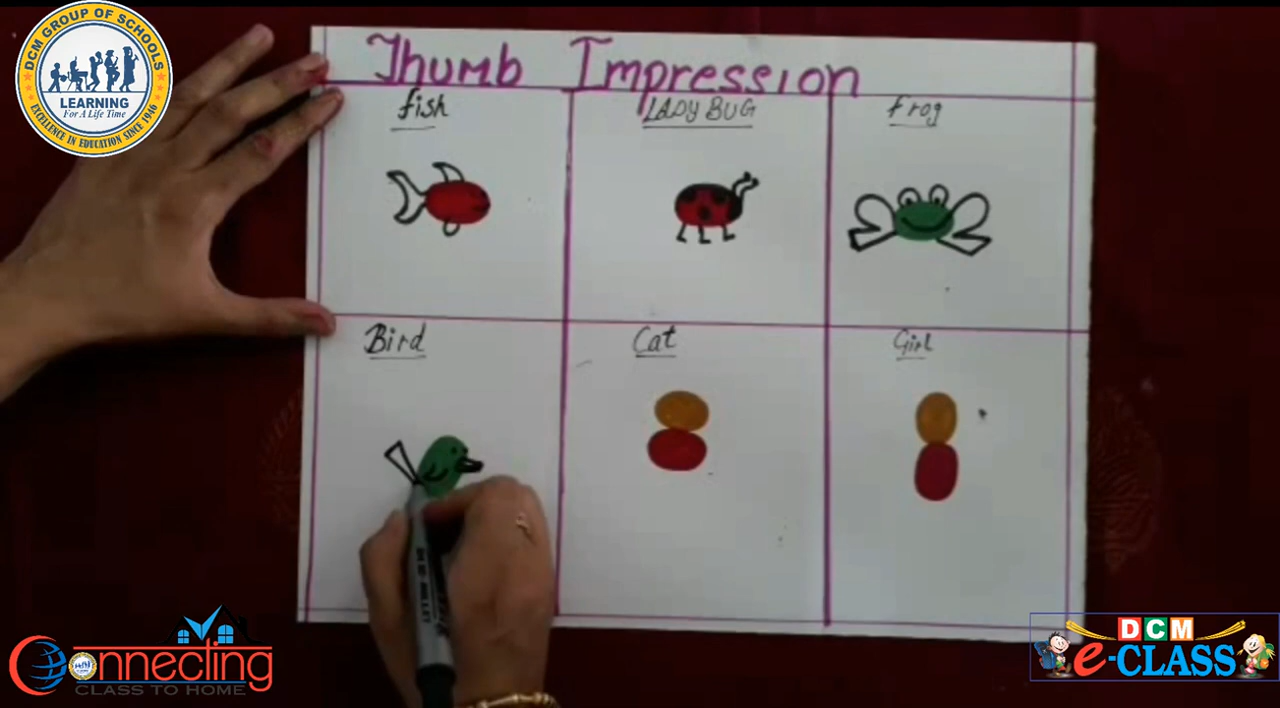 DCM GROUP OF SCHOOLS
LEARNING
For A Life Time
EXCELLENCE IN EDUCATION SINCE 1946
Thumb Impression
fish
LADY BUG
frog
Bird
Cat
Girl
Connecting
CLASS TO HOME
DCM
e-CLASS